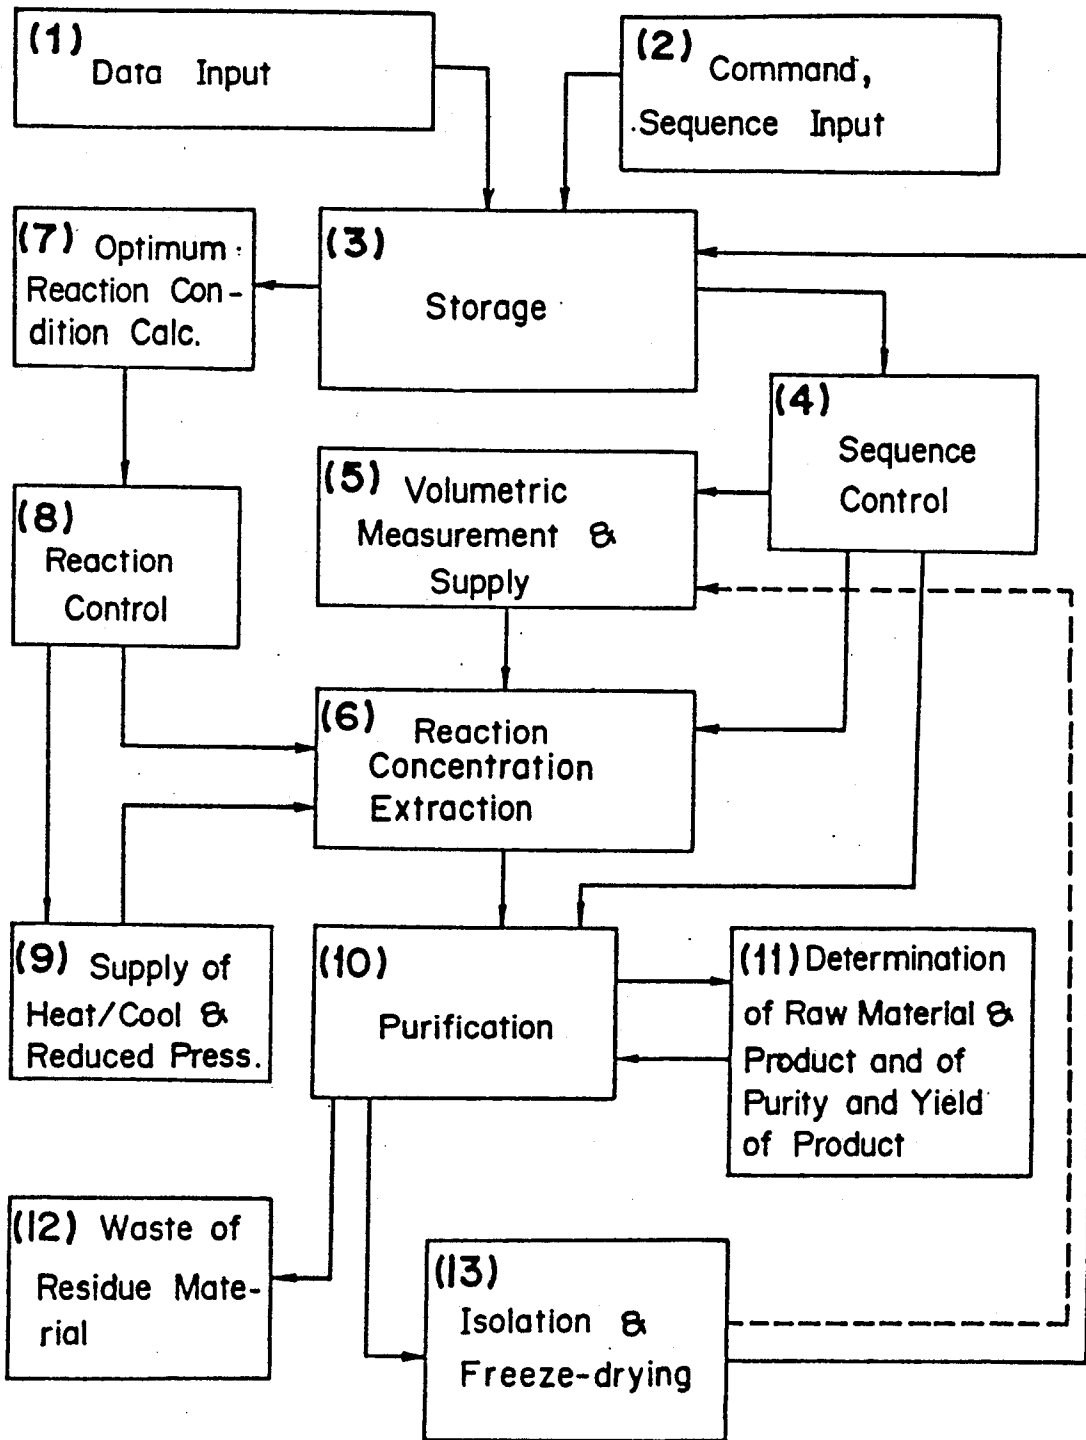 (1)
Data Input
(2) Command,
Sequence Input
(3)
Storage
(4)
Sequence
Control
(5) Volumetric
Measurement &
Supply
(6) Reaction
Concentration
Extraction
(7) Optimum
Reaction Con-
dition Calc.
(8)
Reaction
Control
(9) Supply of
Heat/Cool &
Reduced Press.
(10)
Purification
(11) Determination
of Raw Material &
Product and of
Purity and Yield
of Product
(12) Waste of
Residue Mate-
rial
(13)
Isolation &
Freeze-drying